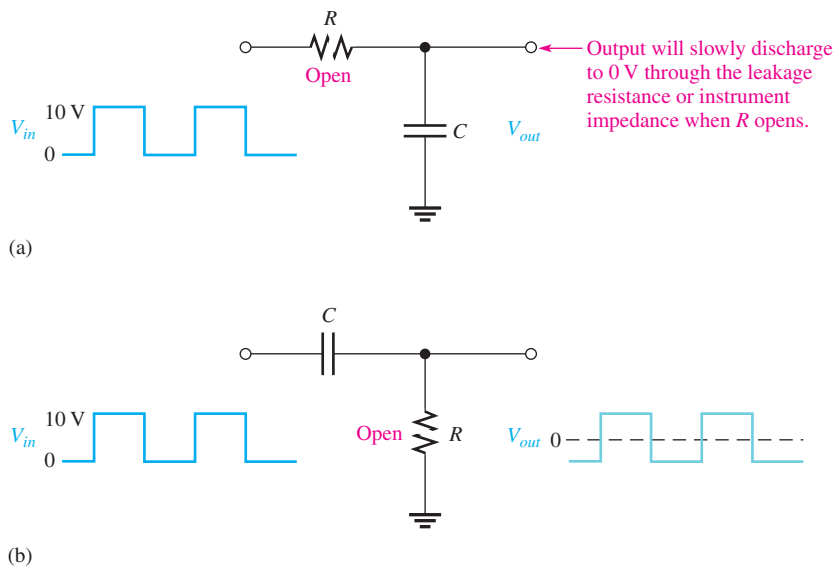 R
Open
Output will slowly discharge
to 0 V through the leakage
resistance or instrument
impedance when R opens.
10 V
V_in
0
C
V_out
(a)
C
10 V
V_in
0
Open
R
V_out
0
(b)